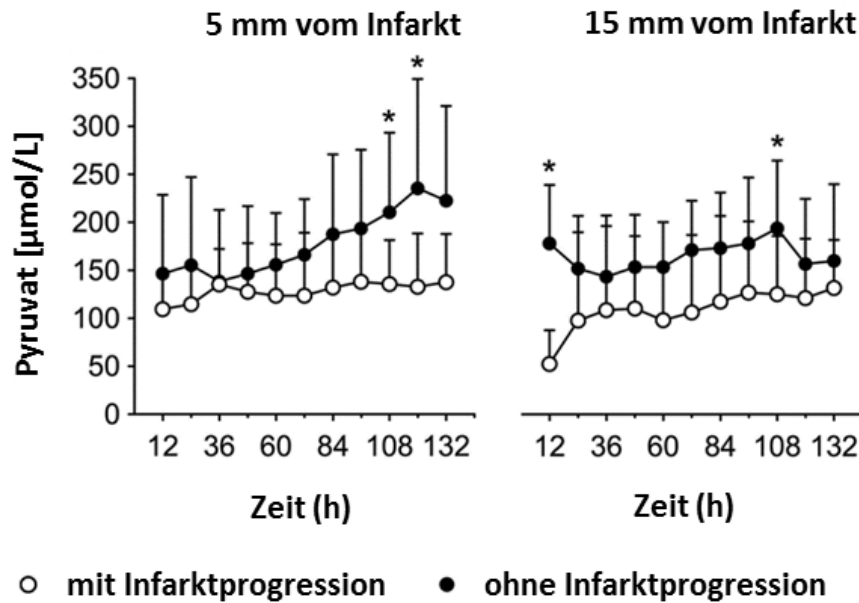 5 mm vom Infarkt
15 mm vom Infarkt
Pyruvat [µmol/L]
350
300
250
200
150
100
50
0
* *
* *
12 36 60 84 108 132
12 36 60 84 108 132
Zeit (h)
Zeit (h)
mit Infarktprogression
ohne Infarktprogression